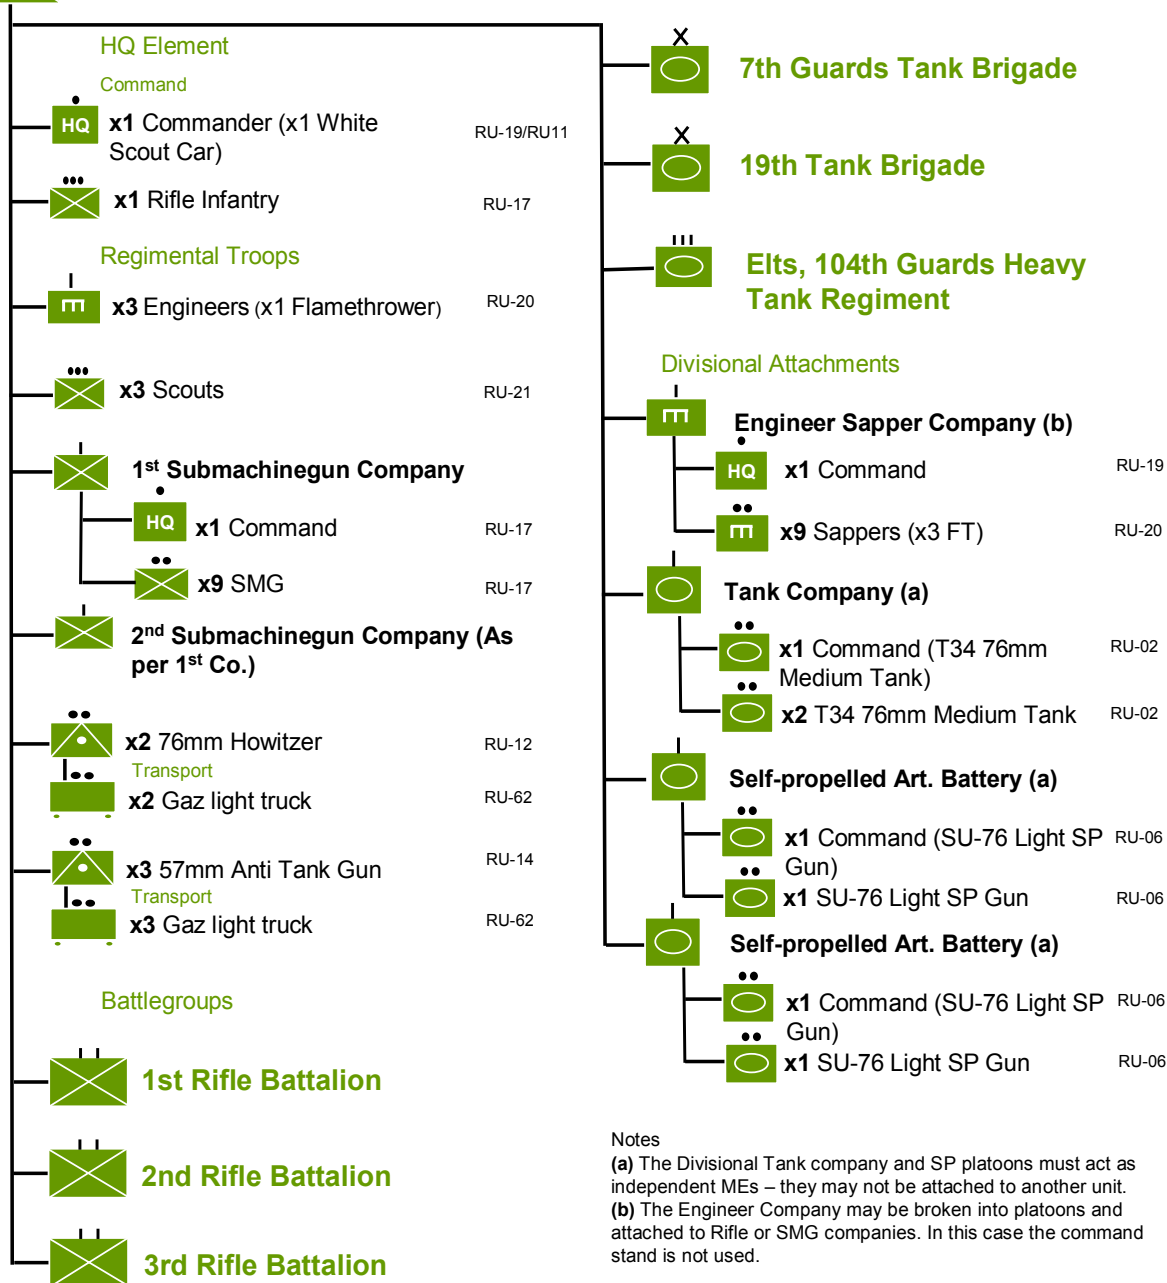 HQ Element
Command
HQ
x1 Commander (x1 White
Scout Car)
RU-19/RU11
x1 Rifle Infantry
RU-17
Regimental Troops
x3 Engineers (x1 Flamethrower)
RU-20
x3 Scouts
RU-21
1st Submachinegun Company
HQ
x1 Command
RU-17
x9 SMG
RU-17
2nd Submachinegun Company (As
per 1st Co.)
x2 76mm Howitzer
RU-12
Transport
x2 Gaz light truck
RU-62
x3 57mm Anti Tank Gun
RU-14
Transport
x3 Gaz light truck
RU-62
Battlegroups
1st Rifle Battalion
2nd Rifle Battalion
3rd Rifle Battalion
7th Guards Tank Brigade
19th Tank Brigade
Elts, 104th Guards Heavy
Tank Regiment
Divisional Attachments
Engineer Sapper Company (b)
HQ
x1 Command
RU-19
x9 Sappers (x3 FT)
RU-20
Tank Company (a)
x1 Command (T34 76mm
Medium Tank)
RU-02
x2 T34 76mm Medium Tank
RU-02
Self-propelled Art. Battery (a)
x1 Command (SU-76 Light SP
Gun)
RU-06
x1 SU-76 Light SP Gun
RU-06
Self-propelled Art. Battery (a)
x1 Command (SU-76 Light SP
Gun)
RU-06
x1 SU-76 Light SP Gun
RU-06
Notes
(a) The Divisional Tank company and SP platoons must act as
independent MEs – they may not be attached to another unit.
(b) The Engineer Company may be broken into platoons and
attached to Rifle or SMG companies. In this case the command
stand is not used.